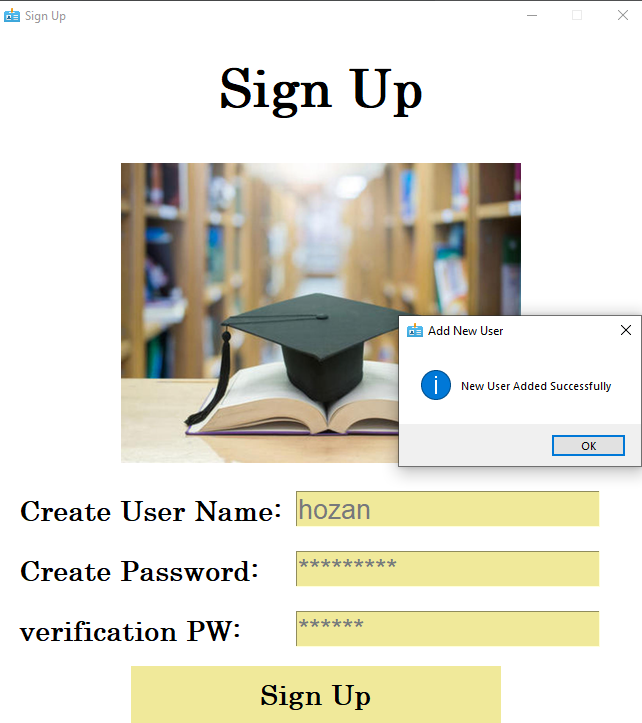 Sign Up
Sign Up
Add New User
New User Added Successfully
OK
Create User Name: hozan
Create Password: *********
verification PW: ******
Sign Up